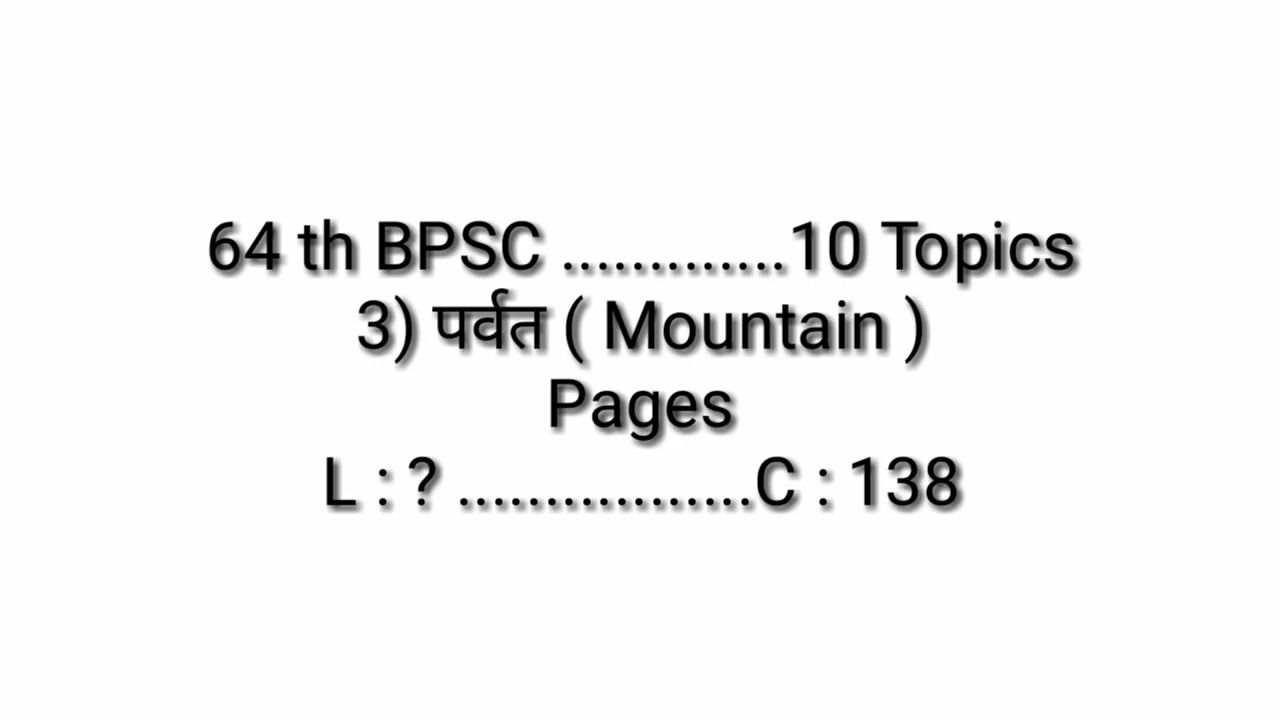 64 th BPSC .............10 Topics
3) पर्वत ( Mountain )
Pages
L : ? .................C : 138